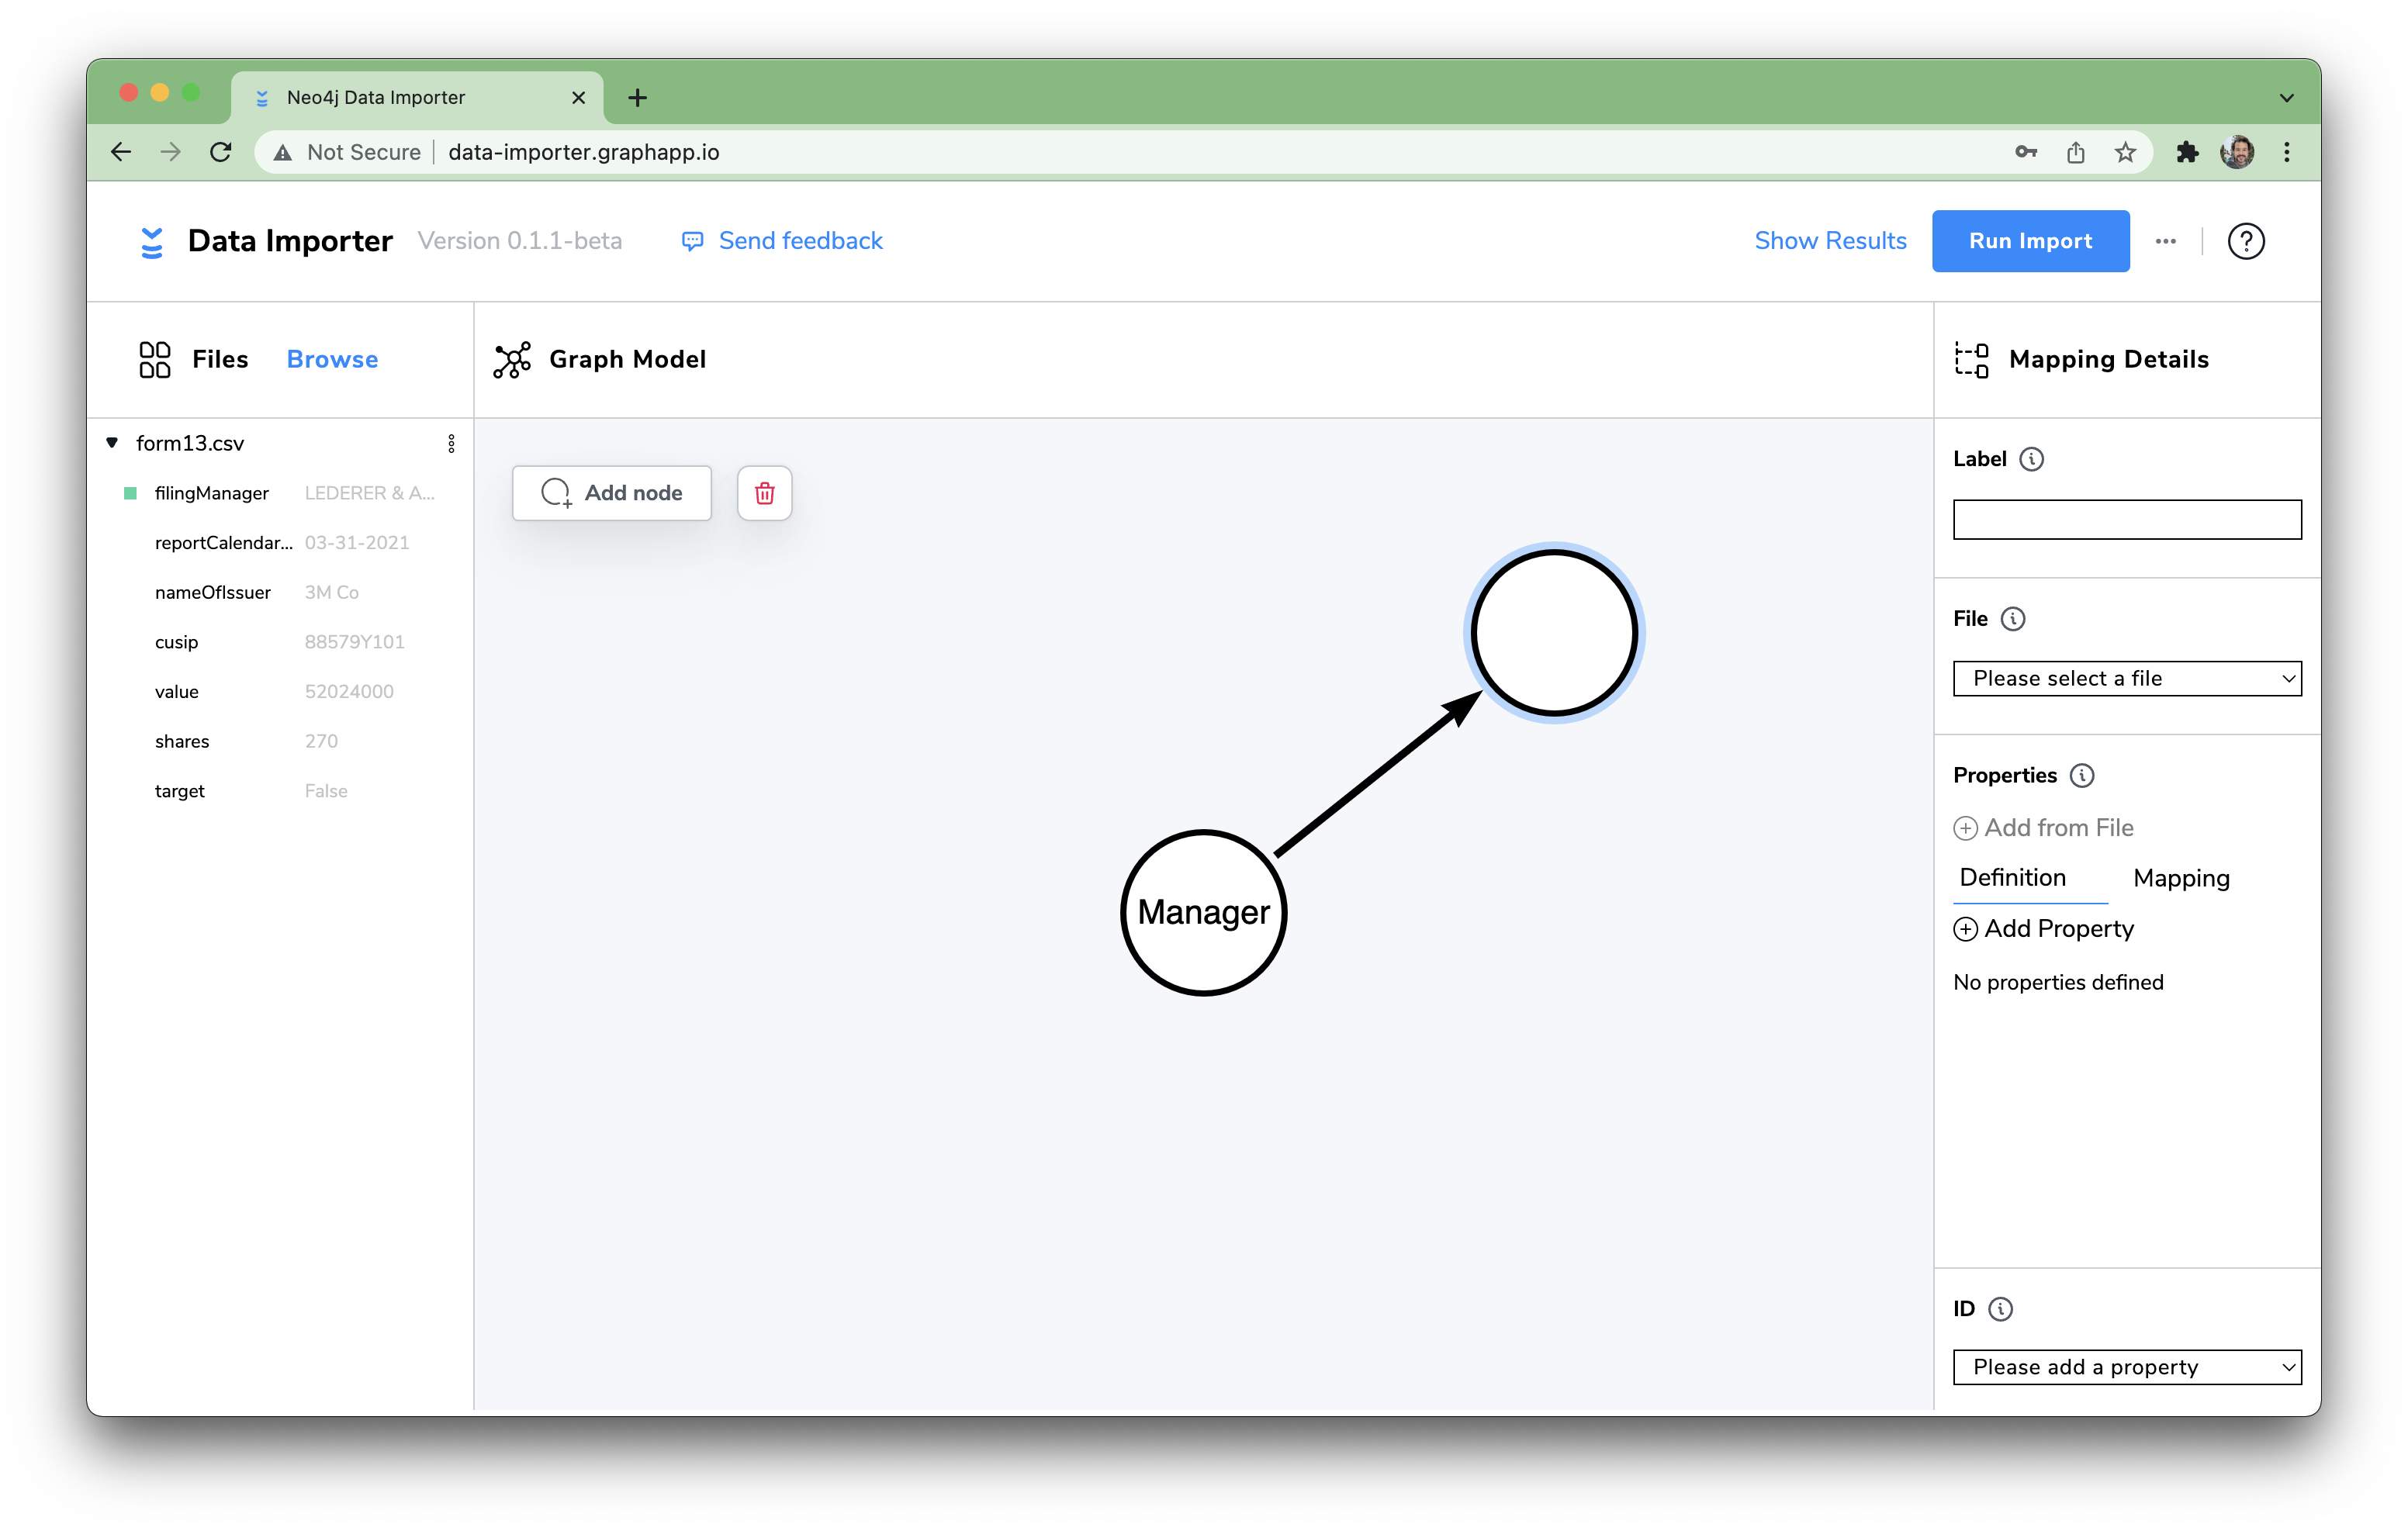 Neo4j Data Importer
Not Secure data-importer.graphapp.io
Data Importer Version 0.1.1-beta Send feedback Show Results Run Import
Files Browse
form13.csv
filingManager LEDERER & A...
reportCalendar... 03-31-2021
nameOfIssuer 3M Co
cusip 88579Y101
value 52024000
shares 270
target False
Graph Model
Add node
Manager
Mapping Details
Label
File
Please select a file
Properties
Add from File
Definition Mapping
Add Property
No properties defined
ID
Please add a property